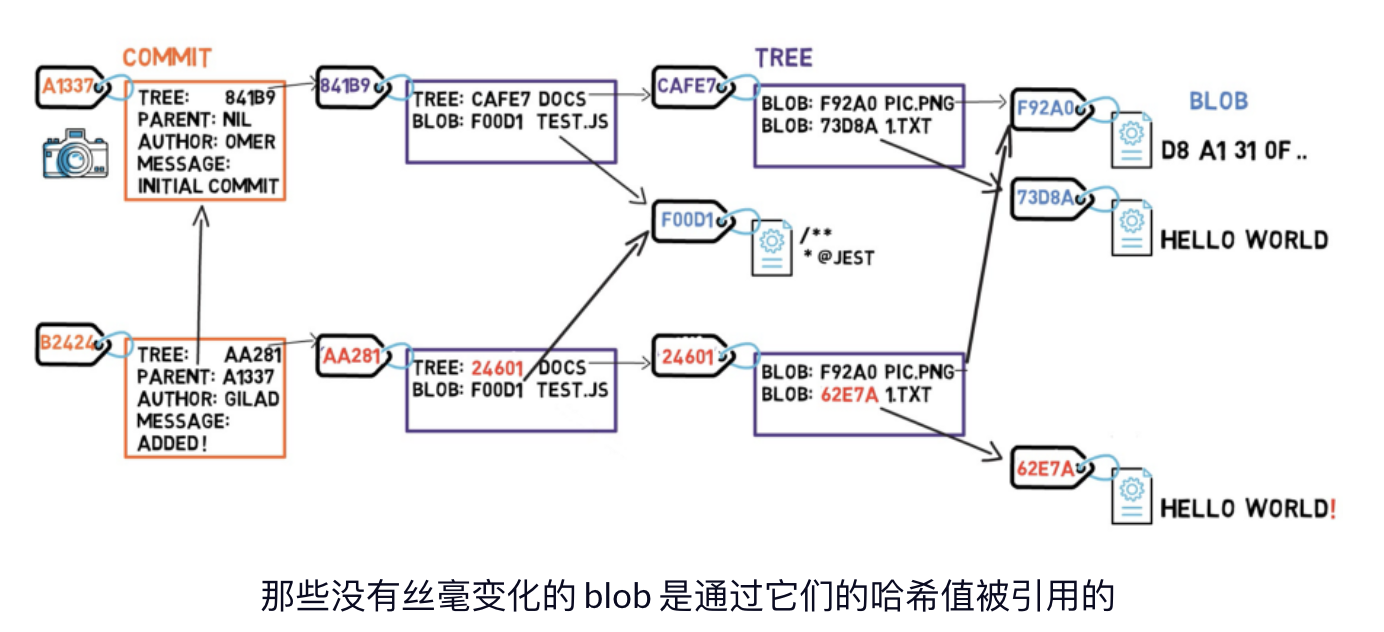 COMMIT
TREE
BLOB
A1337
TREE: 841B9
PARENT: NIL
AUTHOR: OMER
MESSAGE:
INITIAL COMMIT
841B9
TREE: CAFE7 DOCS
BLOB: F00D1 TEST.JS
CAFE7
BLOB: F92A0 PIC.PNG
BLOB: 73D8A 1.TXT
F92A0
D8 A1 31 0F ..
73D8A
HELLO WORLD
F00D1
/**
* @JEST
B2424
TREE: AA281
PARENT: A1337
AUTHOR: GILAD
MESSAGE:
ADDED!
AA281
TREE: 24601 DOCS
BLOB: F00D1 TEST.JS
24601
BLOB: F92A0 PIC.PNG
BLOB: 62E7A 1.TXT
62E7A
HELLO WORLD!
那些没有丝毫变化的 blob 是通过它们的哈希值被引用的